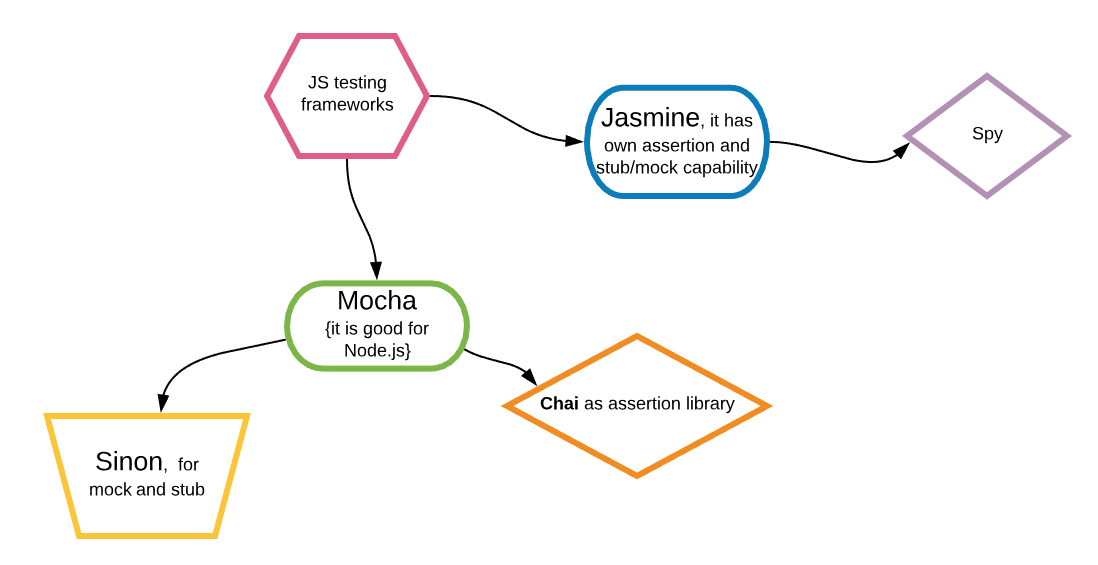 JS testing
frameworks
Jasmine, it has
own assertion and
stub/mock capability
Spy
Mocha
{it is good for
Node.js}
Chai as assertion library
Sinon, for
mock and stub